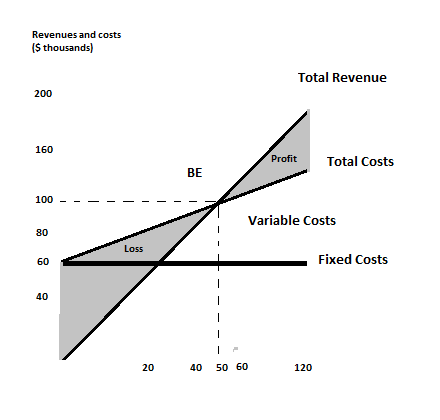 Revenues and costs
($ thousands)
Total Revenue
200
160
Profit
Total Costs
BE
100
Variable Costs
80
Loss
60
Fixed Costs
40
20 40 50 60 120